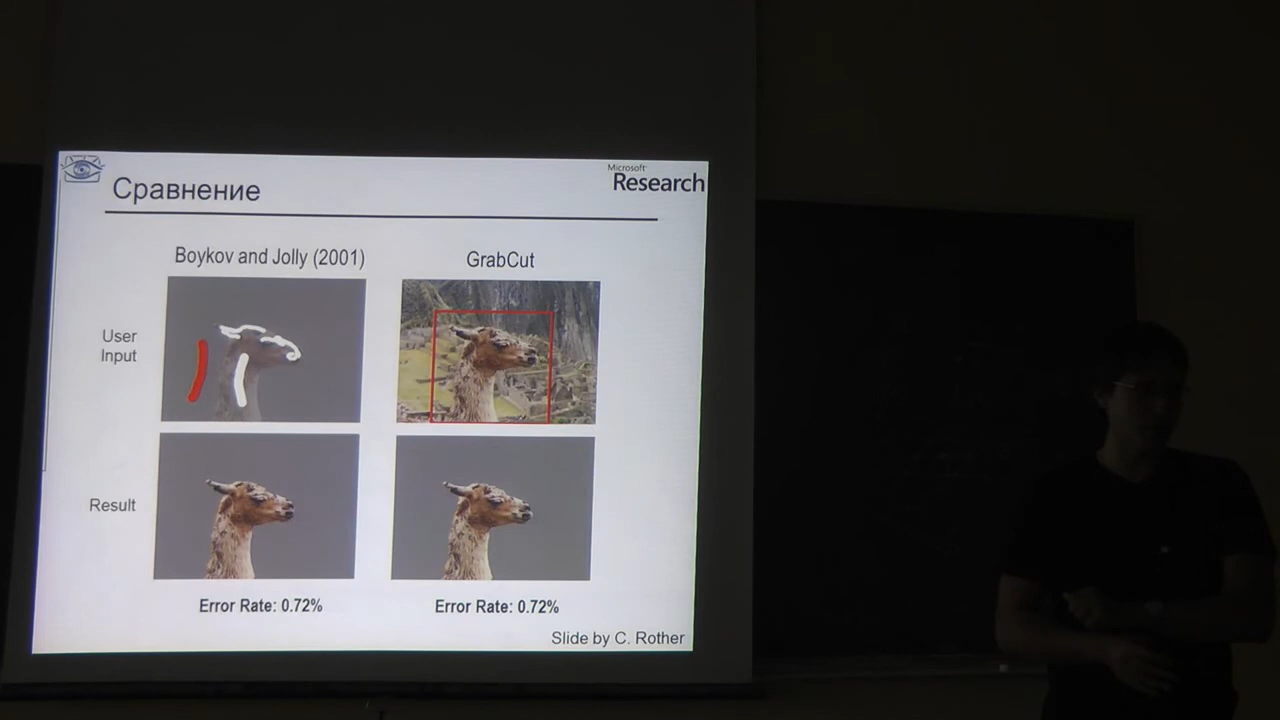 Microsoft
Research
Сравнение
Boykov and Jolly (2001)
GrabCut
User
Input
Result
Error Rate: 0.72%
Error Rate: 0.72%
Slide by C. Rother